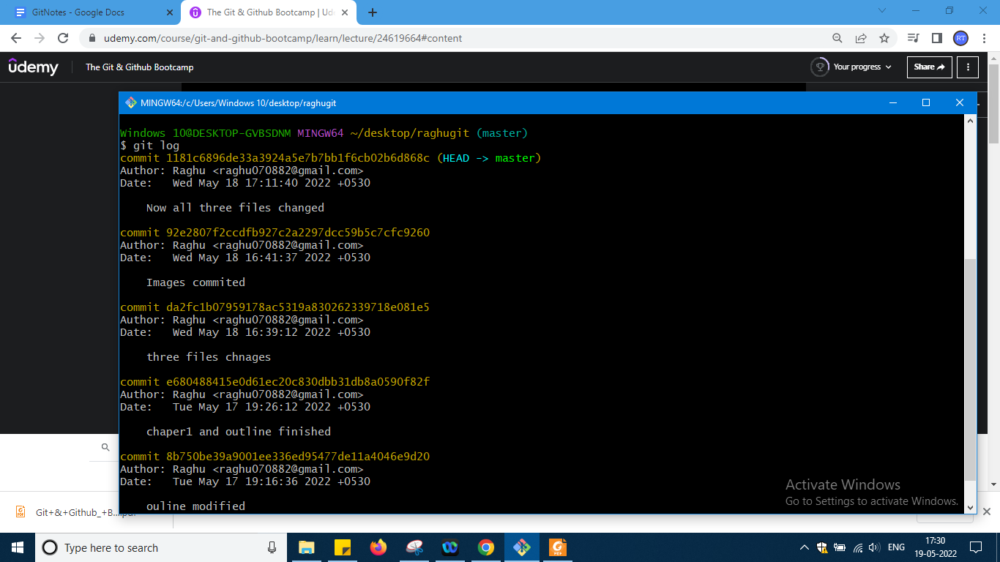 GitNotes - Google Docs
The Git & Github Bootcamp | Ud
udemy.com/course/git-and-github-bootcamp/learn/lecture/24619664#content
RT
ûdemy
The Git & Github Bootcamp
Your progress
Share
MINGW64:/c/Users/Windows 10/desktop/raghugit
Windows 10@DESKTOP-GVBSDNM MINGW64 ~/desktop/raghugit (master)
$ git log
commit 1181c6896de33a3924a5e7b7bb1f6cb02b6d868c (HEAD -> master)
Author: Raghu <raghu070882@gmail.com>
Date:   Wed May 18 17:11:40 2022 +0530
Now all three files changed
commit 92e2807f2ccdfb927c2a2297dcc59b5c7cfc9260
Author: Raghu <raghu070882@gmail.com>
Date:   Wed May 18 16:41:37 2022 +0530
Images commited
commit da2fc1b07959178ac5319a830262339718e081e5
Author: Raghu <raghu070882@gmail.com>
Date:   Wed May 18 16:39:12 2022 +0530
three files chnages
commit e680488415e0d61ec20c830dbb31db8a0590f82f
Author: Raghu <raghu070882@gmail.com>
Date:   Tue May 17 19:26:12 2022 +0530
chaper1 and outline finished
commit 8b750be39a9001ee336ed95477de11a4046e9d20
Author: Raghu <raghu070882@gmail.com>
Date:   Tue May 17 19:16:36 2022 +0530
ouline modified
Activate Windows
Go to Settings to activate Windows.
Git+&+Github_+B....pdf
Type here to search
ENG
17:30
19-05-2022